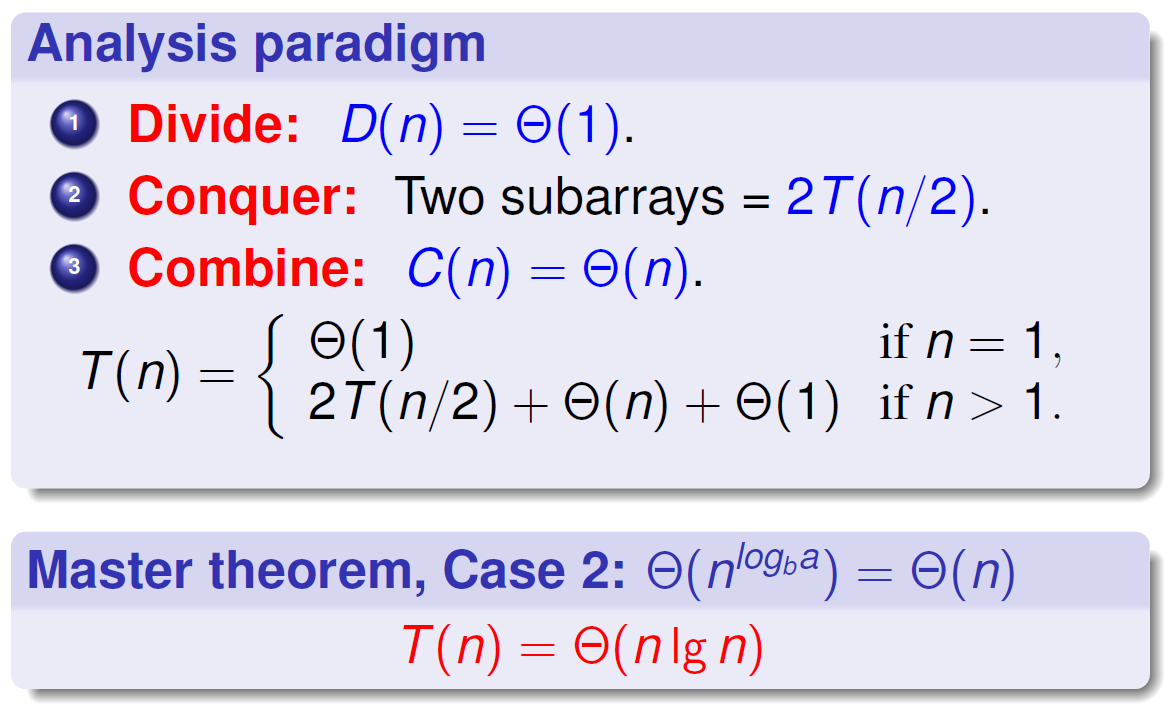 Analysis paradigm
1 Divide: D(n) = Θ(1).
2 Conquer: Two subarrays = 2T(n/2).
3 Combine: C(n) = Θ(n).
T(n) = { Θ(1) if n = 1,
2T(n/2) + Θ(n) + Θ(1) if n > 1.
Master theorem, Case 2: Θ(n^{log_b a}) = Θ(n)
T(n) = Θ(n lg n)